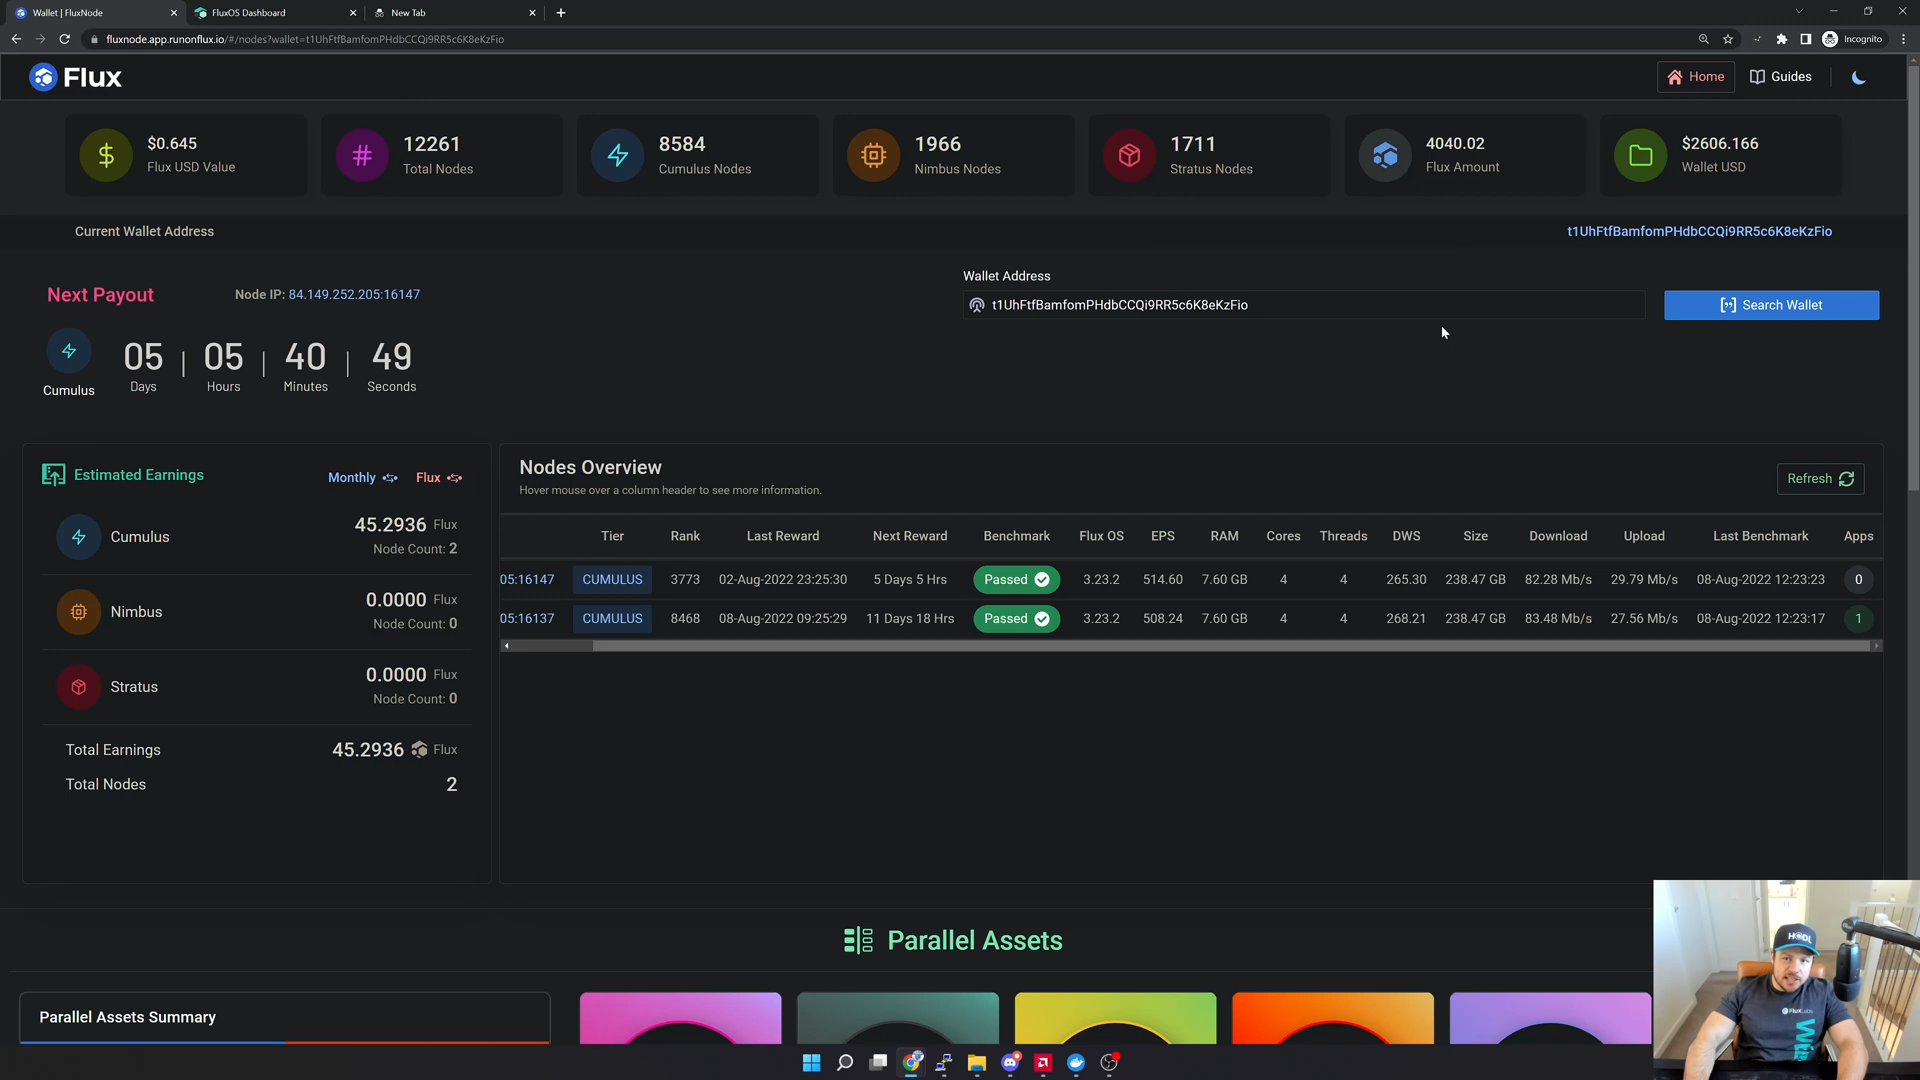 Wallet | FluxNode
FluxOS Dashboard
New Tab
fluxnode.app.runonflux.io/#/nodes?wallet=t1UhFtfBamfomPHdbCCQi9RR5c6K8eKzFio
Incognito
Flux
Home
Guides
$0.645
Flux USD Value
12261
Total Nodes
8584
Cumulus Nodes
1966
Nimbus Nodes
1711
Stratus Nodes
4040.02
Flux Amount
$2606.166
Wallet USD
Current Wallet Address
t1UhFtfBamfomPHdbCCQi9RR5c6K8eKzFio
Next Payout
Node IP: 84.149.252.205:16147
Cumulus
05 | 05 | 40 | 49
Days Hours Minutes Seconds
Wallet Address
t1UhFtfBamfomPHdbCCQi9RR5c6K8eKzFio
Search Wallet
Estimated Earnings
Monthly
Flux
Cumulus
45.2936 Flux
Node Count: 2
Nimbus
0.0000 Flux
Node Count: 0
Stratus
0.0000 Flux
Node Count: 0
Total Earnings
45.2936 Flux
Total Nodes
2
Nodes Overview
Hover mouse over a column header to see more information.
Refresh
Tier Rank Last Reward Next Reward Benchmark Flux OS EPS RAM Cores Threads DWS Size Download Upload Last Benchmark Apps
05:16147 CUMULUS 3773 02-Aug-2022 23:25:30 5 Days 5 Hrs Passed 3.23.2 514.60 7.60 GB 4 4 265.30 238.47 GB 82.28 Mb/s 29.79 Mb/s 08-Aug-2022 12:23:23 0
05:16137 CUMULUS 8468 08-Aug-2022 09:25:29 11 Days 18 Hrs Passed 3.23.2 508.24 7.60 GB 4 4 268.21 238.47 GB 83.48 Mb/s 27.56 Mb/s 08-Aug-2022 12:23:17 1
Parallel Assets
Parallel Assets Summary
HODL
FluxLabs